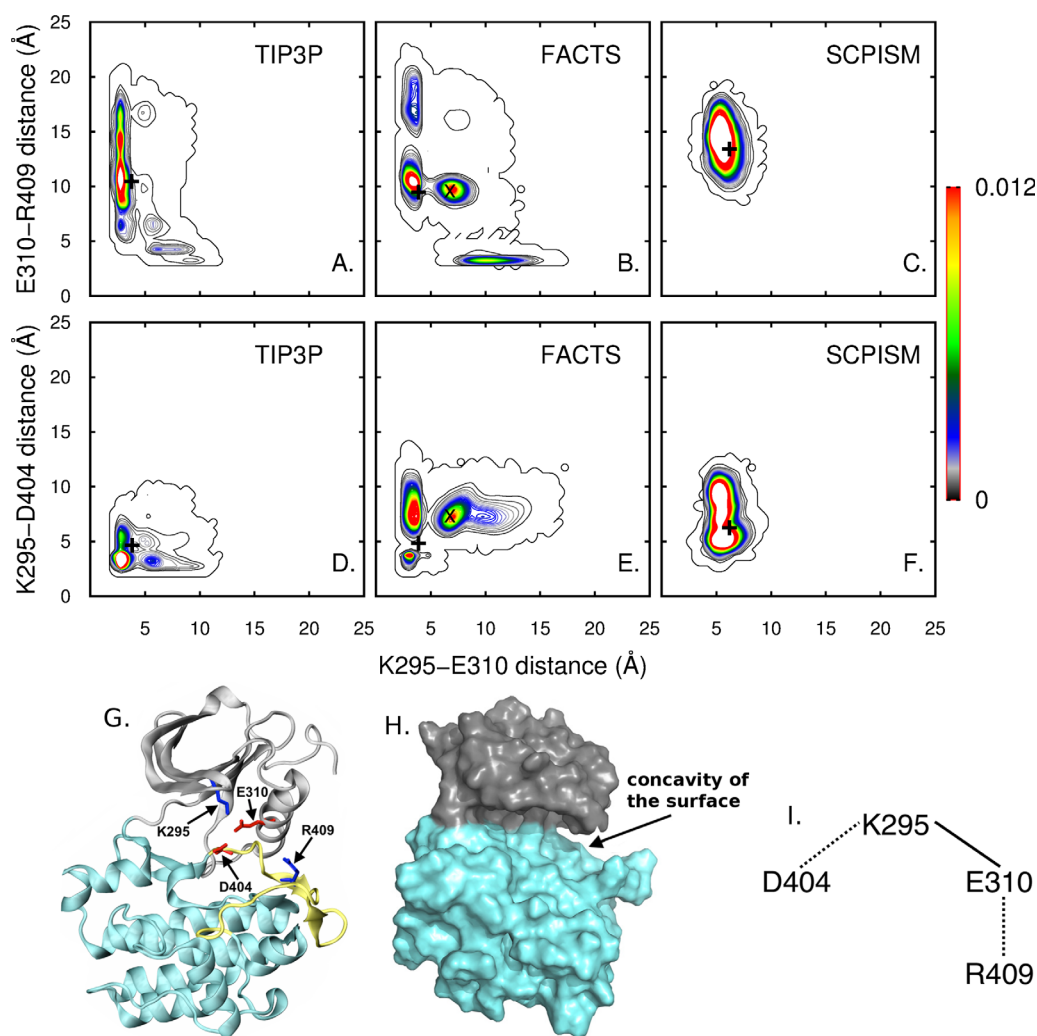 25
20
15
10
5
0
E310–R409 distance (Å)
TIP3P
A.
FACTS
x
B.
SCPISM
C.
0.012
0
25
20
15
10
5
0
K295–D404 distance (Å)
TIP3P
D.
FACTS
x
E.
SCPISM
F.
5 10 15 20 25 5 10 15 20 25 5 10 15 20 25
K295–E310 distance (Å)
G.
E310
K295
R409
D404
H.
concavity of
the surface
I.
K295
D404 E310
R409